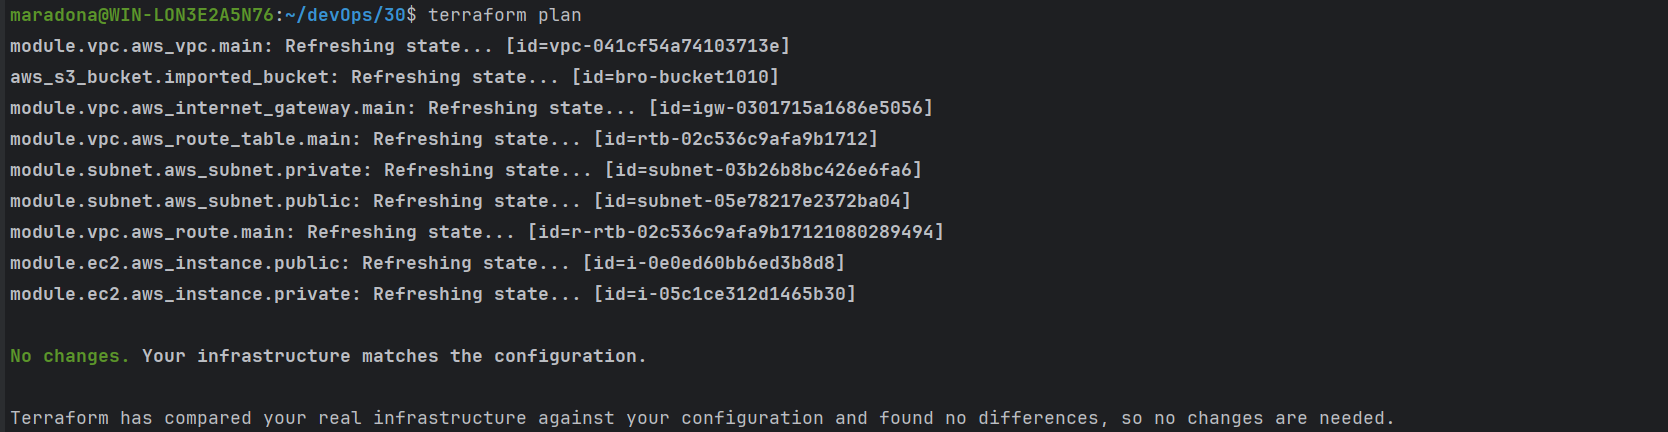 maradona@WIN-LON3E2A5N76:~/devOps/30$ terraform plan
module.vpc.aws_vpc.main: Refreshing state... [id=vpc-041cf54a74103713e]
aws_s3_bucket.imported_bucket: Refreshing state... [id=bro-bucket1010]
module.vpc.aws_internet_gateway.main: Refreshing state... [id=igw-0301715a1686e5056]
module.vpc.aws_route_table.main: Refreshing state... [id=rtb-02c536c9afa9b1712]
module.subnet.aws_subnet.private: Refreshing state... [id=subnet-03b26b8bc426e6fa6]
module.subnet.aws_subnet.public: Refreshing state... [id=subnet-05e78217e2372ba04]
module.vpc.aws_route.main: Refreshing state... [id=r-rtb-02c536c9afa9b17121080289494]
module.ec2.aws_instance.public: Refreshing state... [id=i-0e0ed60bb6ed3b8d8]
module.ec2.aws_instance.private: Refreshing state... [id=i-05c1ce312d1465b30]
No changes. Your infrastructure matches the configuration.
Terraform has compared your real infrastructure against your configuration and found no differences, so no changes are needed.